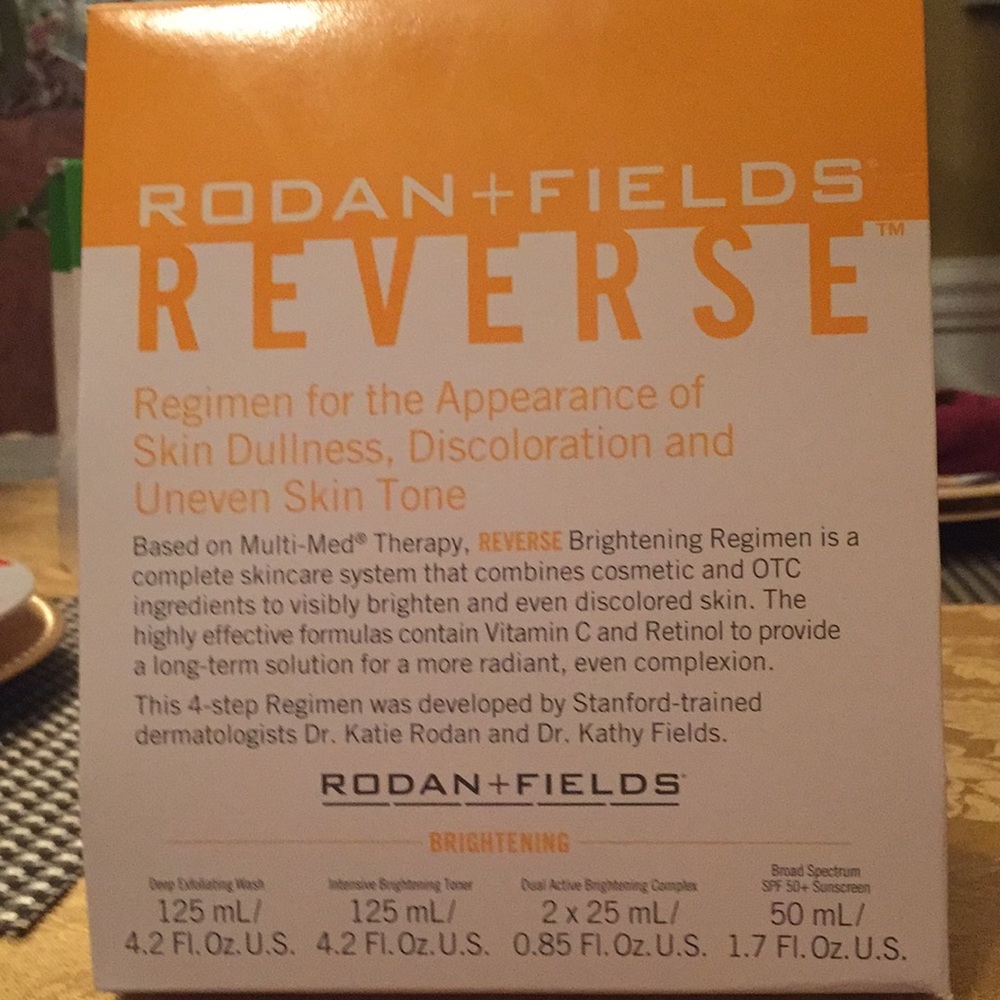 RODAN+FIELDS®
REVERSE™
Regimen for the Appearance of
Skin Dullness, Discoloration and
Uneven Skin Tone
Based on Multi-Med® Therapy, REVERSE Brightening Regimen is a
complete skincare system that combines cosmetic and OTC
ingredients to visibly brighten and even discolored skin. The
highly effective formulas contain Vitamin C and Retinol to provide
a long-term solution for a more radiant, even complexion.
This 4-step Regimen was developed by Stanford-trained
dermatologists Dr. Katie Rodan and Dr. Kathy Fields.
RODAN+FIELDS®
BRIGHTENING
Deep Exfoliating Wash
125 mL/
4.2 Fl.Oz.U.S.
Intensive Brightening Toner
125 mL/
4.2 Fl.Oz.U.S.
Dual Active Brightening Complex
2 x 25 mL/
0.85 Fl.Oz.U.S.
Broad Spectrum
SPF 50+ Sunscreen
50 mL/
1.7 Fl.Oz.U.S.